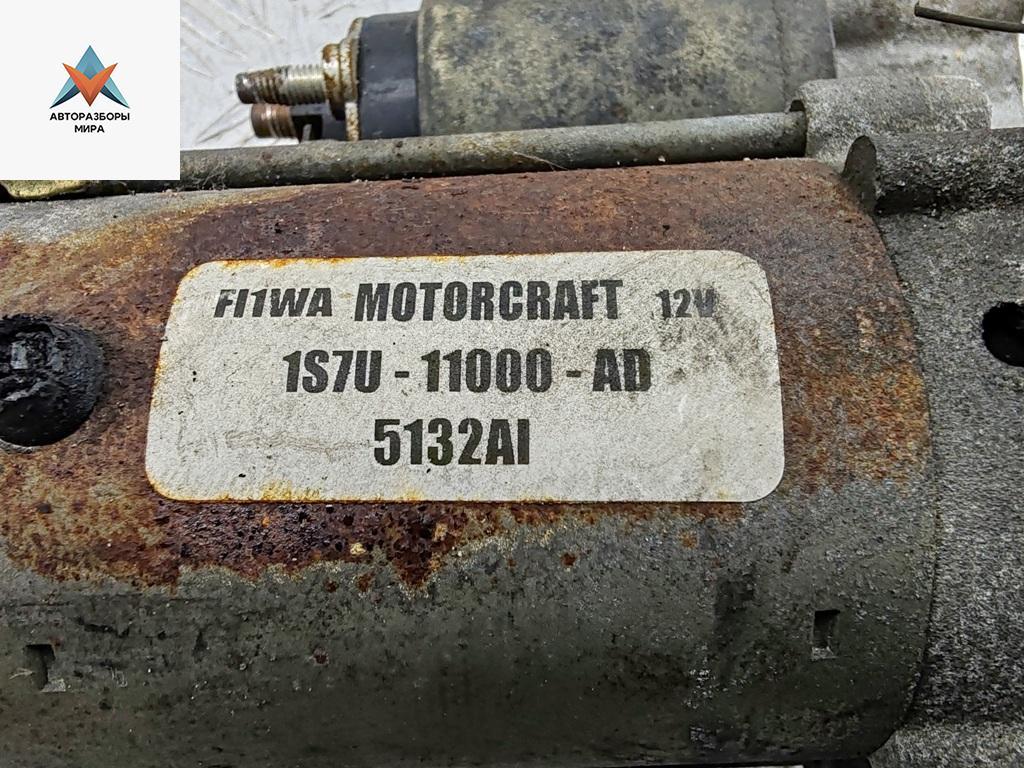 АВТОРАЗБОРЫ
МИРА
FI1WA MOTORCRAFT 12V
1S7U - 11000 - AD
5132AI